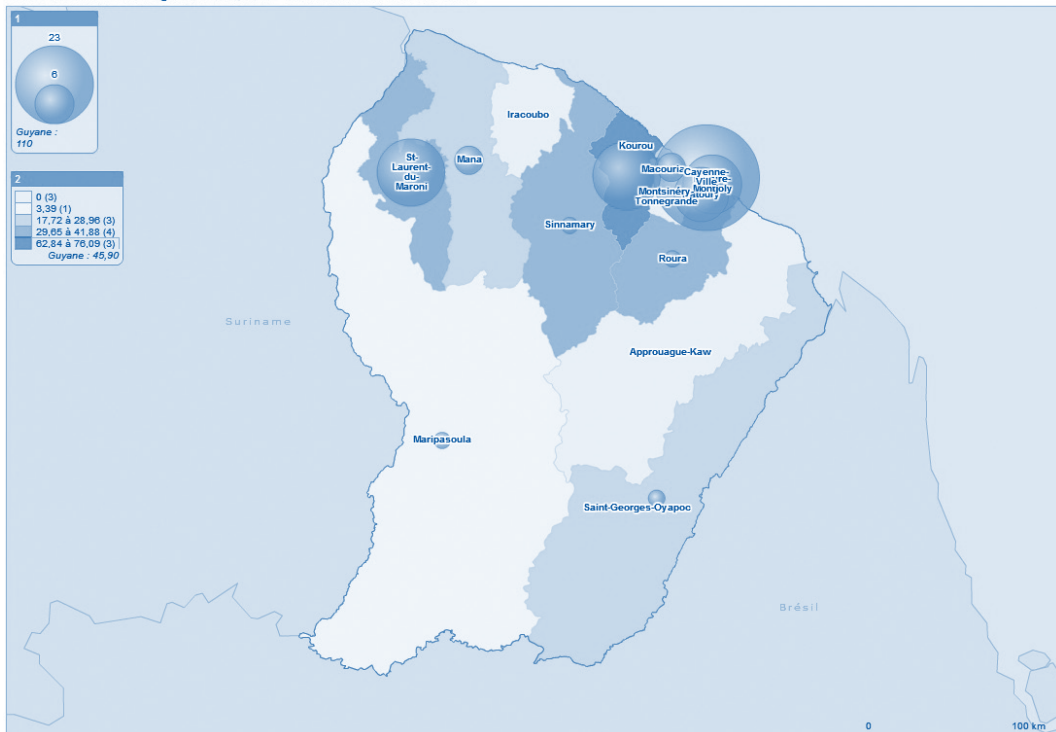 1
23
6
Guyane :
110
2
0 (3)
3,39 (1)
17,72 à 28,96 (3)
29,65 à 41,88 (4)
62,84 à 76,09 (3)
Guyane : 45,90
Iracoubo
Kourou
St-
Laurent-
du-
Maroni
Mana
Macouria
Cayenne-
Ville
Montjoly
Montsinéry
Tonnegrande
Sinnamary
Roura
Suriname
Approuague-Kaw
Maripasoula
Saint-Georges-Oyapoc
Brésil
0
100 km